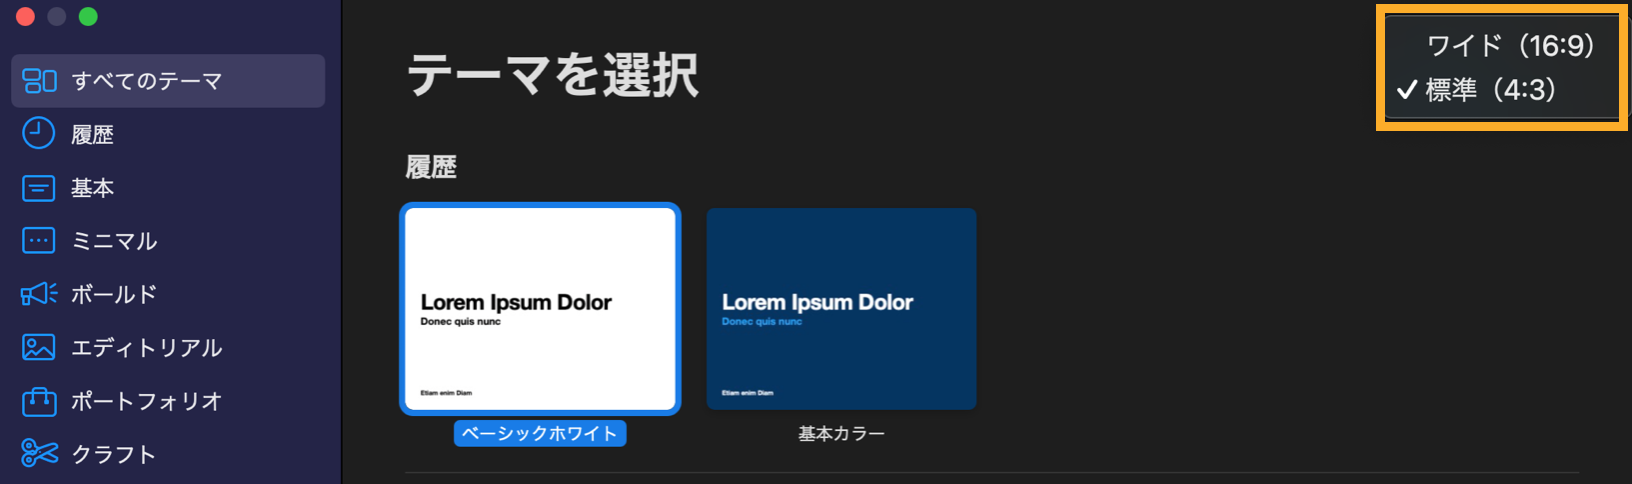 すべてのテーマ
履歴
基本
ミニマル
ボールド
エディトリアル
ポートフォリオ
クラフト
テーマを選択
ワイド（16:9）
標準（4:3）
履歴
Lorem Ipsum Dolor
Donec quis nunc
Etiam enim Diam
ベーシックホワイト
Lorem Ipsum Dolor
Donec quis nunc
Etiam enim Diam
基本カラー